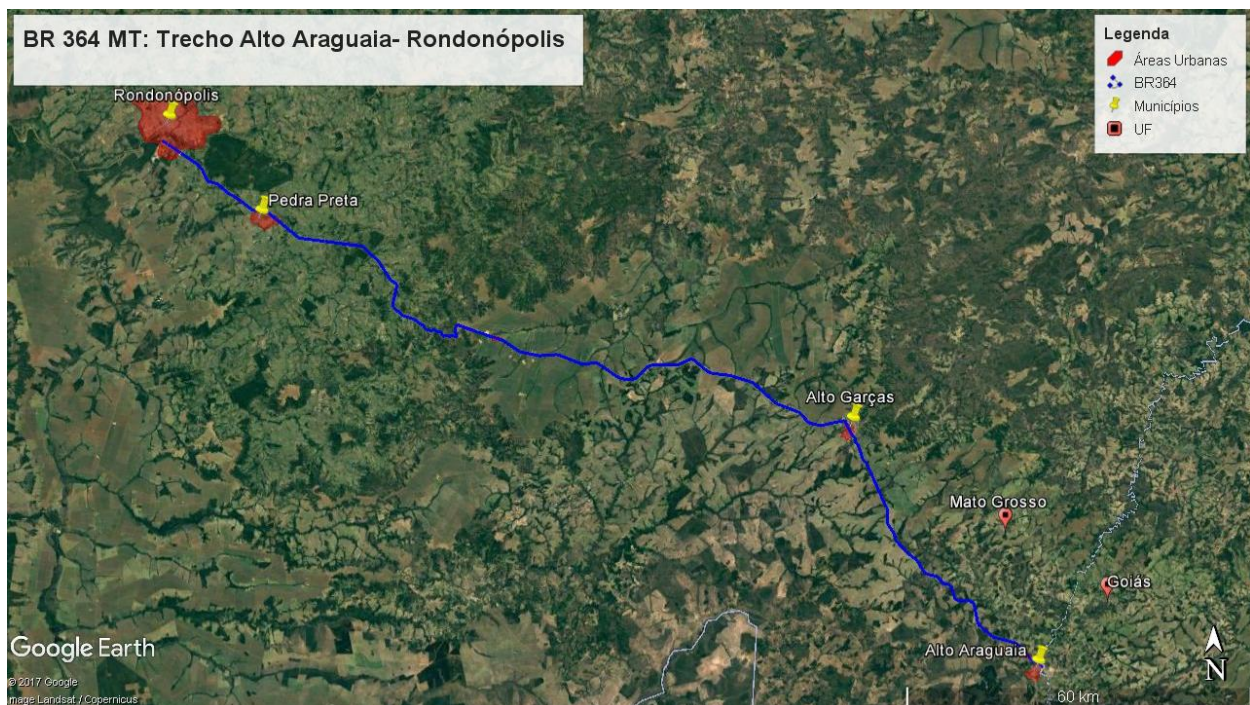 BR 364 MT: Trecho Alto Araguaia- Rondonópolis
Legenda
Áreas Urbanas
BR364
Municípios
UF
Rondonópolis
Pedra Preta
Alto Garças
Mato Grosso
Goiás
Alto Araguaia
Google Earth
© 2017 Google
Image Landsat / Copernicus
60 km
N